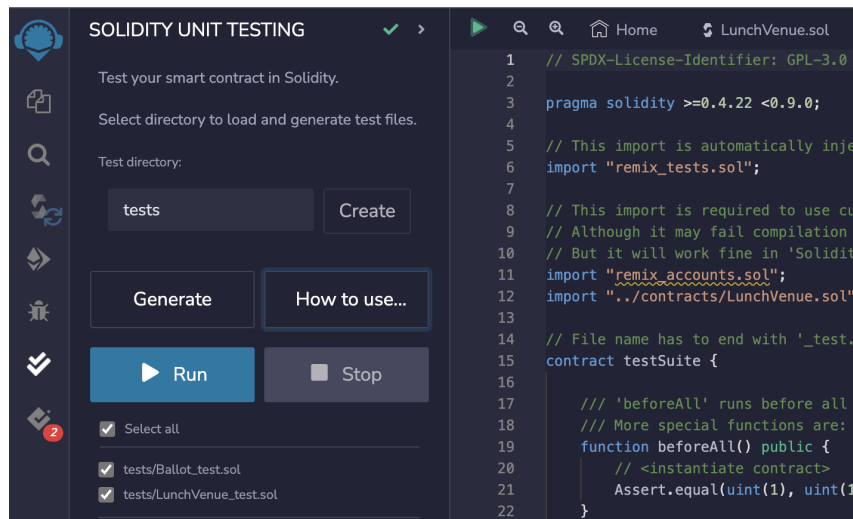 SOLIDITY UNIT TESTING
Test your smart contract in Solidity.
Select directory to load and generate test files.
Test directory:
tests
Create
Generate
How to use...
Run
Stop
Select all
tests/Ballot_test.sol
tests/LunchVenue_test.sol
2
Home
LunchVenue.sol
1 // SPDX-License-Identifier: GPL-3.0
2
3 pragma solidity >=0.4.22 <0.9.0;
4
5 // This import is automatically inje
6 import "remix_tests.sol";
7
8 // This import is required to use cu
9 // Although it may fail compilation
10 // But it will work fine in 'Solidit
11 import "remix_accounts.sol";
12 import "../contracts/LunchVenue.sol"
13
14 // File name has to end with '_test.
15 contract testSuite {
16
17 /// 'beforeAll' runs before all
18 /// More special functions are:
19 function beforeAll() public {
20 // <instantiate contract>
21 Assert.equal(uint(1), uint(1
22 }